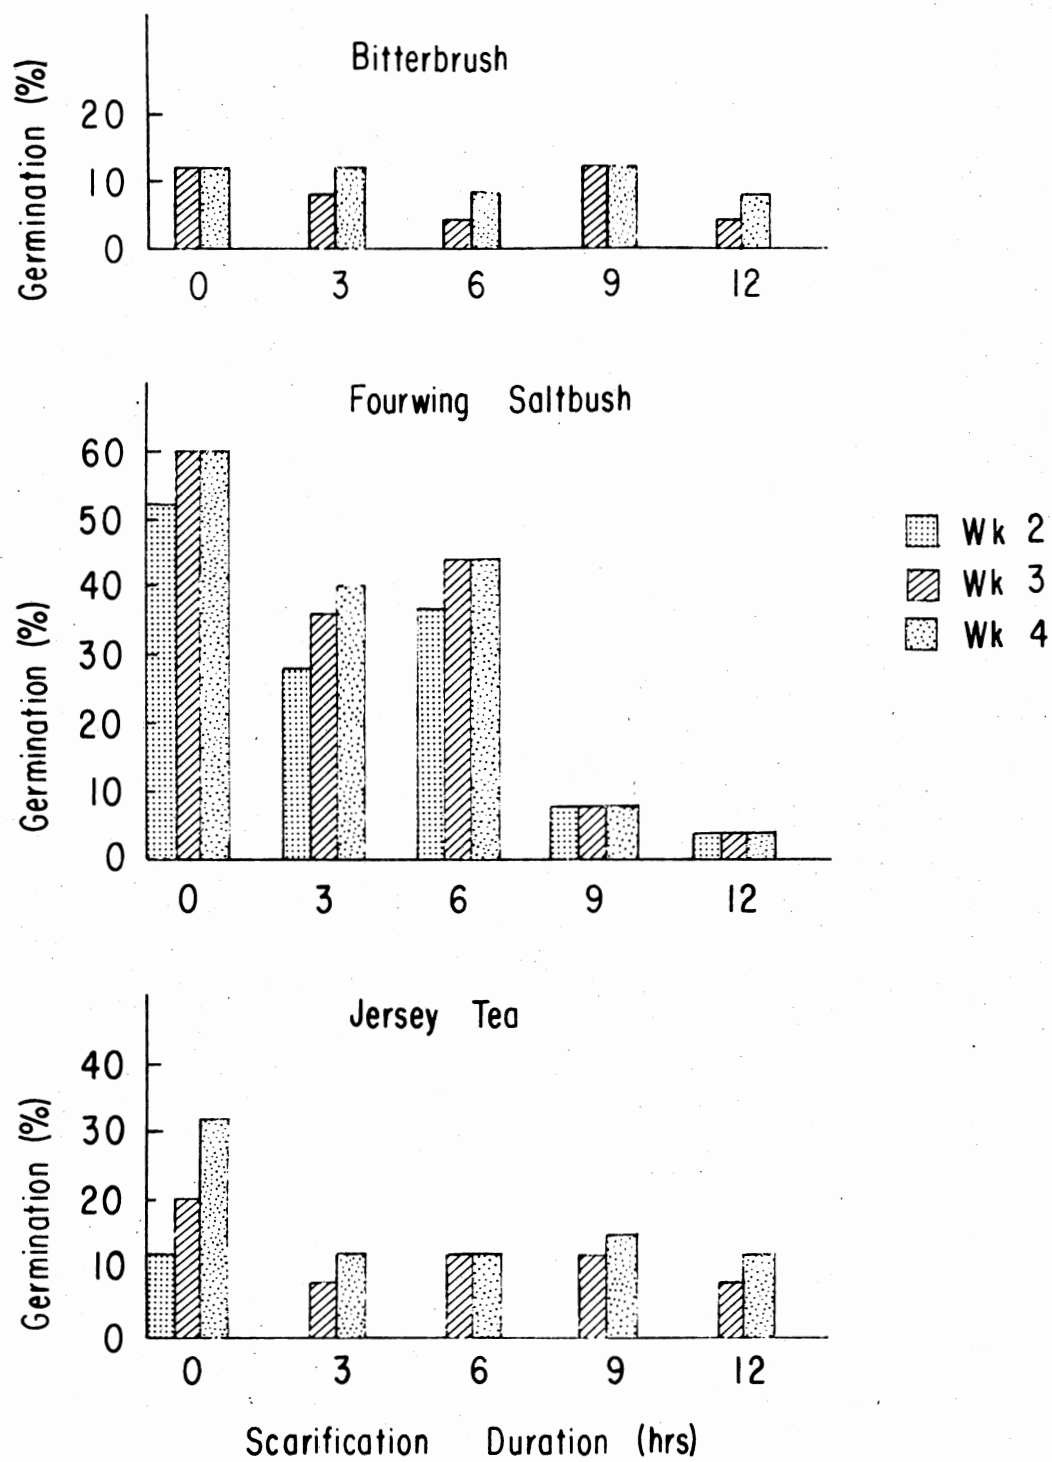 Bitterbrush
Germination (%)
20
10
0
0 3 6 9 12
Fourwing Saltbush
Germination (%)
60
50
40
30
20
10
0
0 3 6 9 12
Wk 2
Wk 3
Wk 4
Jersey Tea
Germination (%)
40
30
20
10
0
0 3 6 9 12
Scarification Duration (hrs)